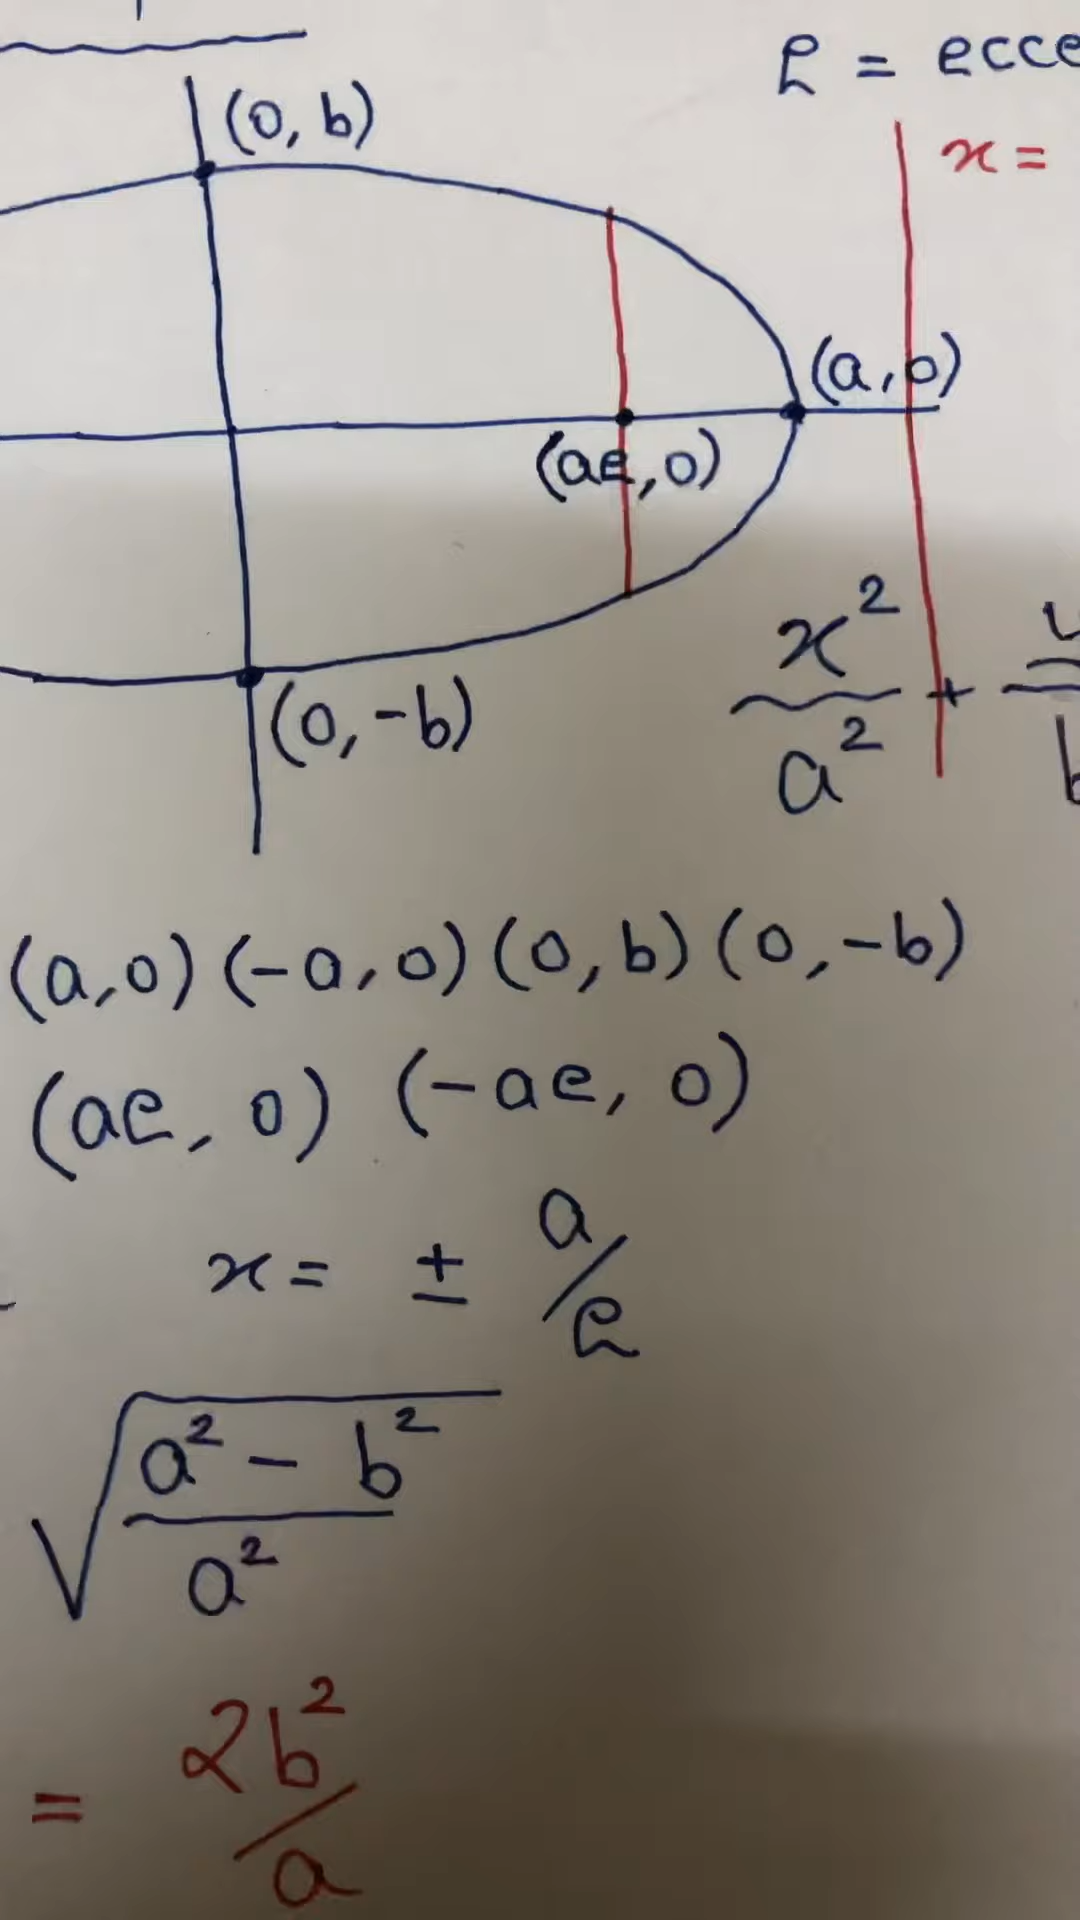 e = ecce
(0, b)
x =
(a, 0)
(ae, 0)
x² / a² +
(0, -b)
(a, 0) (-a, 0) (0, b) (0, -b)
(ae, 0) (-ae, 0)
x = ± a/e
√((a² - b²) / a²)
= 2b²/a